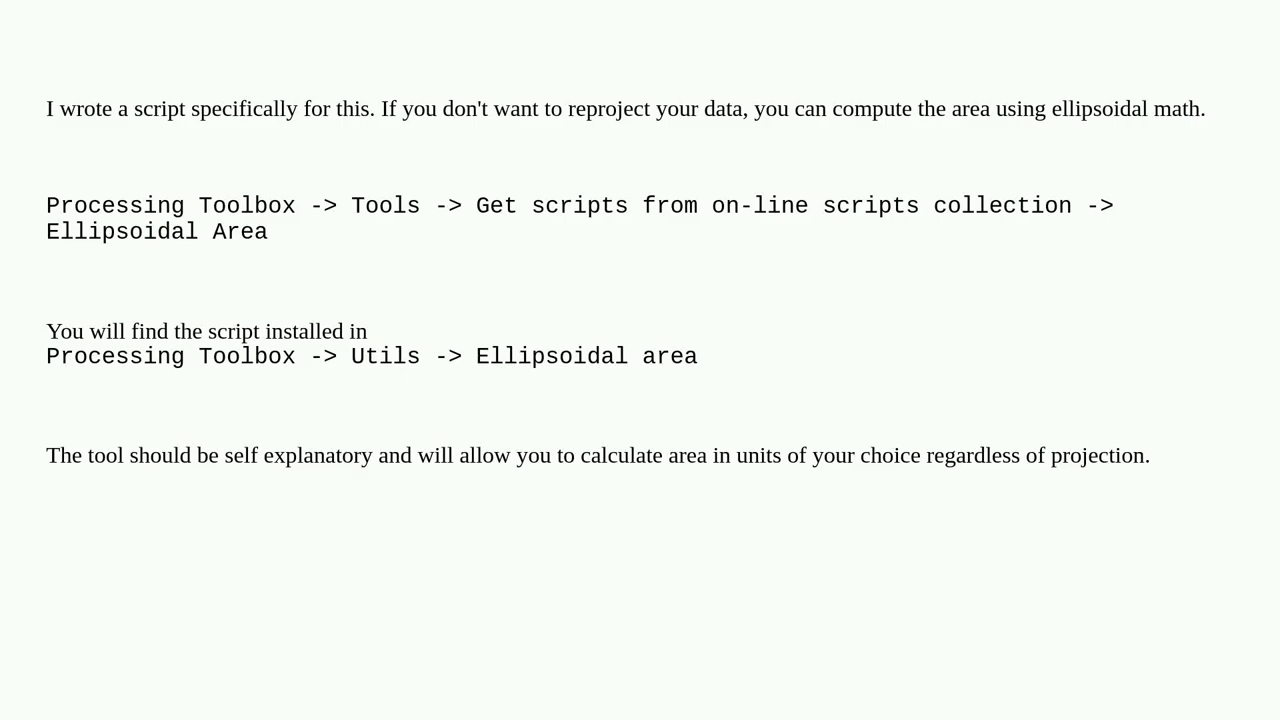 I wrote a script specifically for this. If you don't want to reproject your data, you can compute the area using ellipsoidal math.
Processing Toolbox -> Tools -> Get scripts from on-line scripts collection ->
Ellipsoidal Area
You will find the script installed in
Processing Toolbox -> Utils -> Ellipsoidal area
The tool should be self explanatory and will allow you to calculate area in units of your choice regardless of projection.